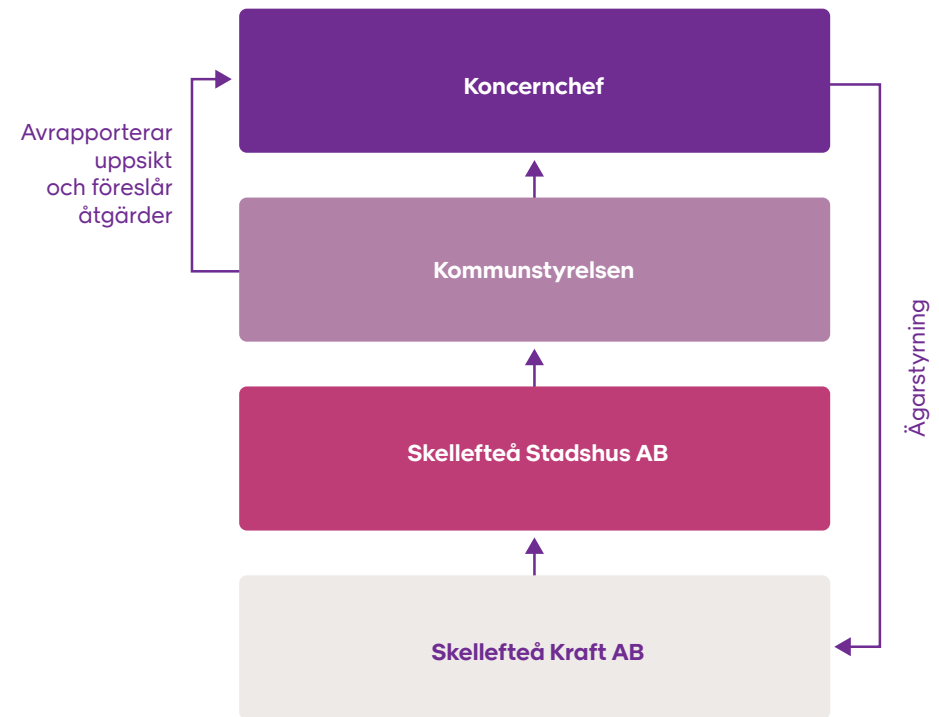 Koncernchef
Avrapporterar
uppsikt
och föreslår
åtgärder
Kommunstyrelsen
Ägarstyrning
Skellefteå Stadshus AB
Skellefteå Kraft AB